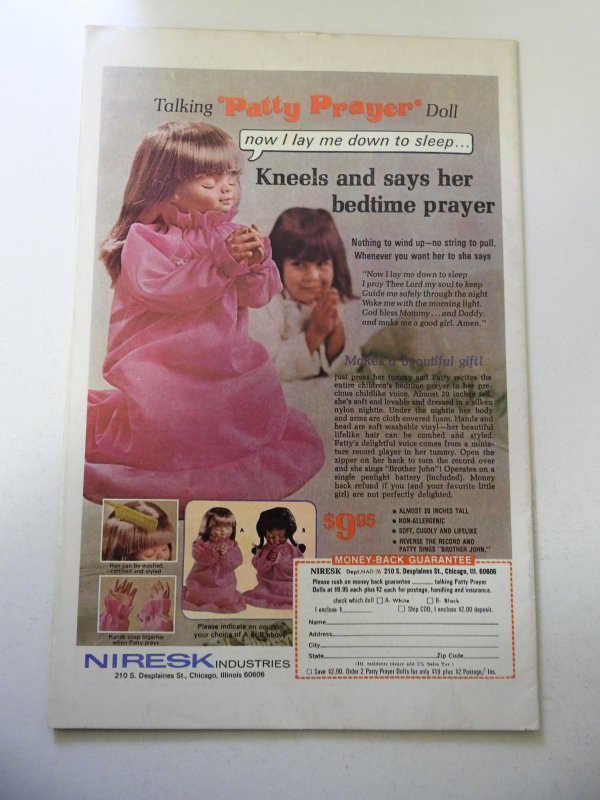 Talking "Patty Prayer" Doll
now I lay me down to sleep...
Kneels and says her
bedtime prayer
Nothing to wind up—no string to pull.
Whenever you want her to she says
"Now I lay me down to sleep
I pray Thee Lord my soul to keep
Guide me safely through the night
Wake me with the morning light.
God bless Mommy... and Daddy,
and make me a good girl. Amen."
Makes a beautiful gift!
Just press her tummy and Patty recites the
entire children's bedtime prayer in her pre-
cious childlike voice. Almost 20 inches tall,
she's soft and lovable and dressed in a silken
nylon nightie. Under the nightie her body
and arms are cloth covered foam. Hands and
head are soft washable vinyl—her beautiful
lifelike hair can be combed and styled.
Patty's delightful voice comes from a minia-
ture record player in her tummy. Open the
zipper on her back to turn the record over
and she sings "Brother John"! Operates on a
single penlight battery (included). Money
back refund if you (and your favorite little
girl) are not perfectly delighted.
$9.95
• ALMOST 20 INCHES TALL
• NON-ALLERGENIC
• SOFT, CUDDLY AND LIFELIKE
• REVERSE THE RECORD AND
PATTY SINGS "BROTHER JOHN."
Hair can be washed,
combed and styled
Hands snap together
when Patty prays
A
B
Please indicate on coupon
your choice of A or B above
MONEY-BACK GUARANTEE
NIRESK 210 S. Desplaines St., Chicago, Ill. 60606
Please rush on money back guarantee ______ talking Patty Prayer
Dolls at $9.95 each plus $2 each for postage, handling and insurance.
check which doll □ A- White □ B- Black
I enclose $ □ Ship COD, I enclose $2.00 deposit.
Name
Address
City
State Zip Code
(Ill. residents please add 5% Sales Tax)
□ Save $2.90. Order 2 Patty Prayer Dolls for only $19 plus $2 Postage/ Ins.
NIRESK INDUSTRIES
210 S. Desplaines St., Chicago, Illinois 60606